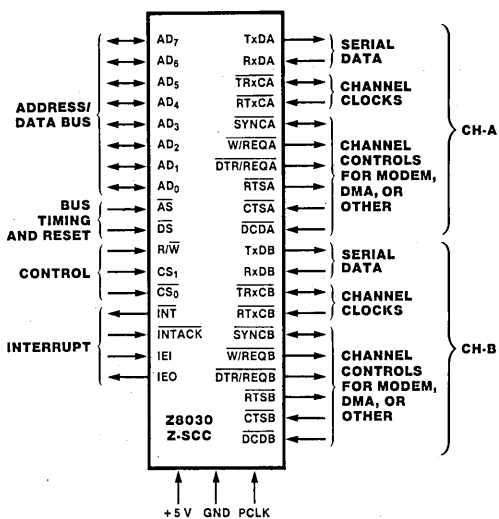 AD7 TxDA
AD6 RxDA
AD5 TRxCA
AD4 RTxCA
AD3 SYNCA
AD2 W/REQA
AD1 DTR/REQA
AD0 RTSA
AS CTSA
DS DCDA
R/W TxDB
CS1 RxDB
CS0 TRxCB
INT RTxCB
INTACK SYNCB
IEI W/REQB
IEO DTR/REQB
RTSB
CTSB
DCDB
Z8030
Z-SCC
ADDRESS/
DATA BUS
BUS
TIMING
AND RESET
CONTROL
INTERRUPT
SERIAL
DATA
CHANNEL
CLOCKS
CHANNEL
CONTROLS
FOR MODEM,
DMA, OR
OTHER
CH-A
SERIAL
DATA
CHANNEL
CLOCKS
CHANNEL
CONTROLS
FOR MODEM,
DMA, OR
OTHER
CH-B
+5 V GND PCLK